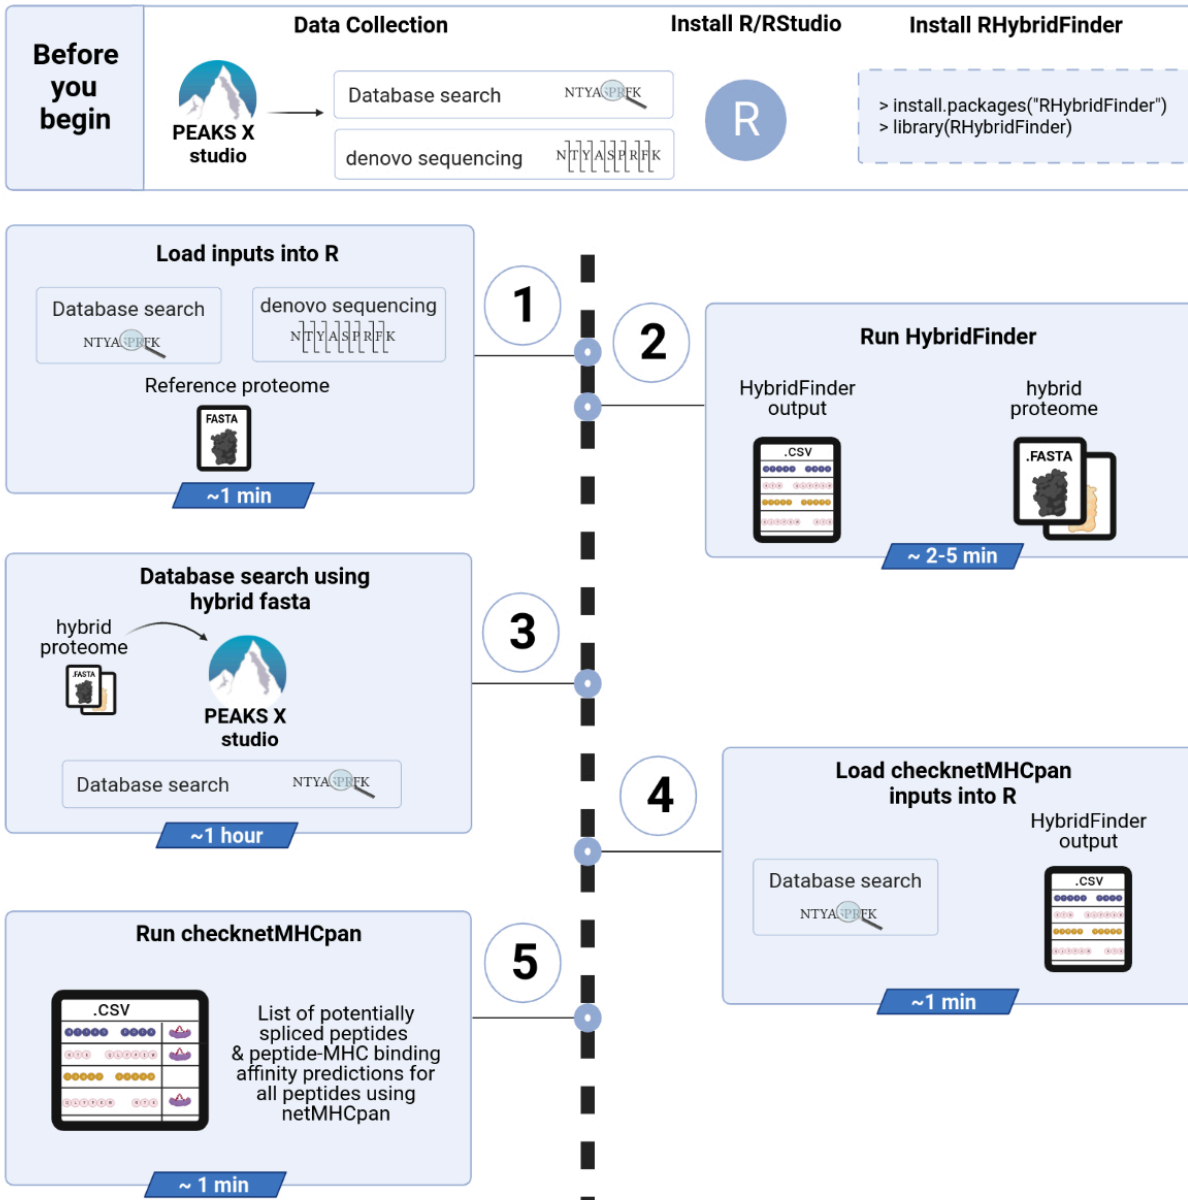 Before
you
begin
Data Collection
PEAKS X
studio
Database search
NTYASPRFK
denovo sequencing
NTYASPRFK
Install R/RStudio
R
Install RHybridFinder
> install.packages("RHybridFinder")
> library(RHybridFinder)
Load inputs into R
Database search
NTYASPRFK
denovo sequencing
NTYASPRFK
Reference proteome
FASTA
~1 min
1
2
Run HybridFinder
HybridFinder
output
.CSV
hybrid
proteome
.FASTA
~ 2-5 min
Database search using
hybrid fasta
hybrid
proteome
.FASTA
PEAKS X
studio
Database search
NTYASPRFK
~1 hour
3
4
Load checknetMHCpan
inputs into R
HybridFinder
output
Database search
NTYASPRFK
.CSV
~1 min
Run checknetMHCpan
.CSV
List of potentially
spliced peptides
& peptide-MHC binding
affinity predictions for
all peptides using
netMHCpan
~ 1 min
5